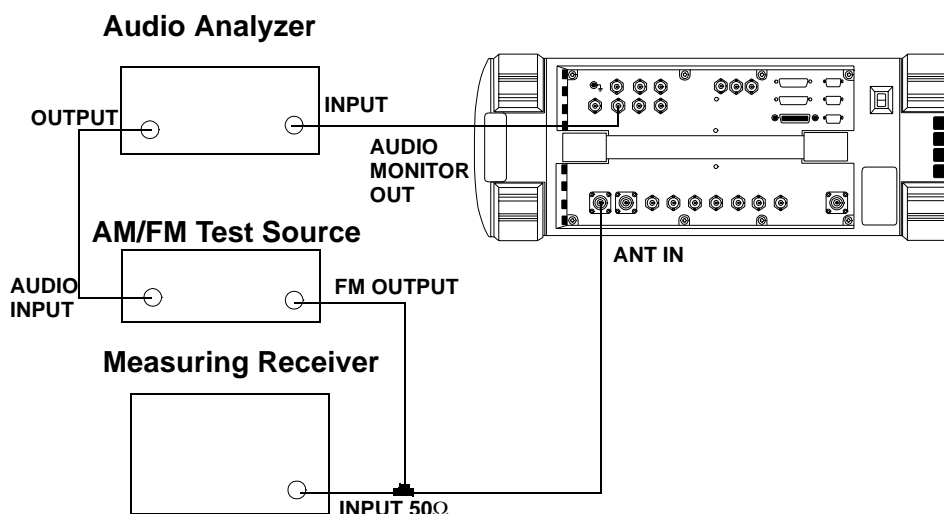 Audio Analyzer
OUTPUT
INPUT
AUDIO
MONITOR
OUT
AM/FM Test Source
AUDIO
INPUT
FM OUTPUT
ANT IN
Measuring Receiver
INPUT 50Ω